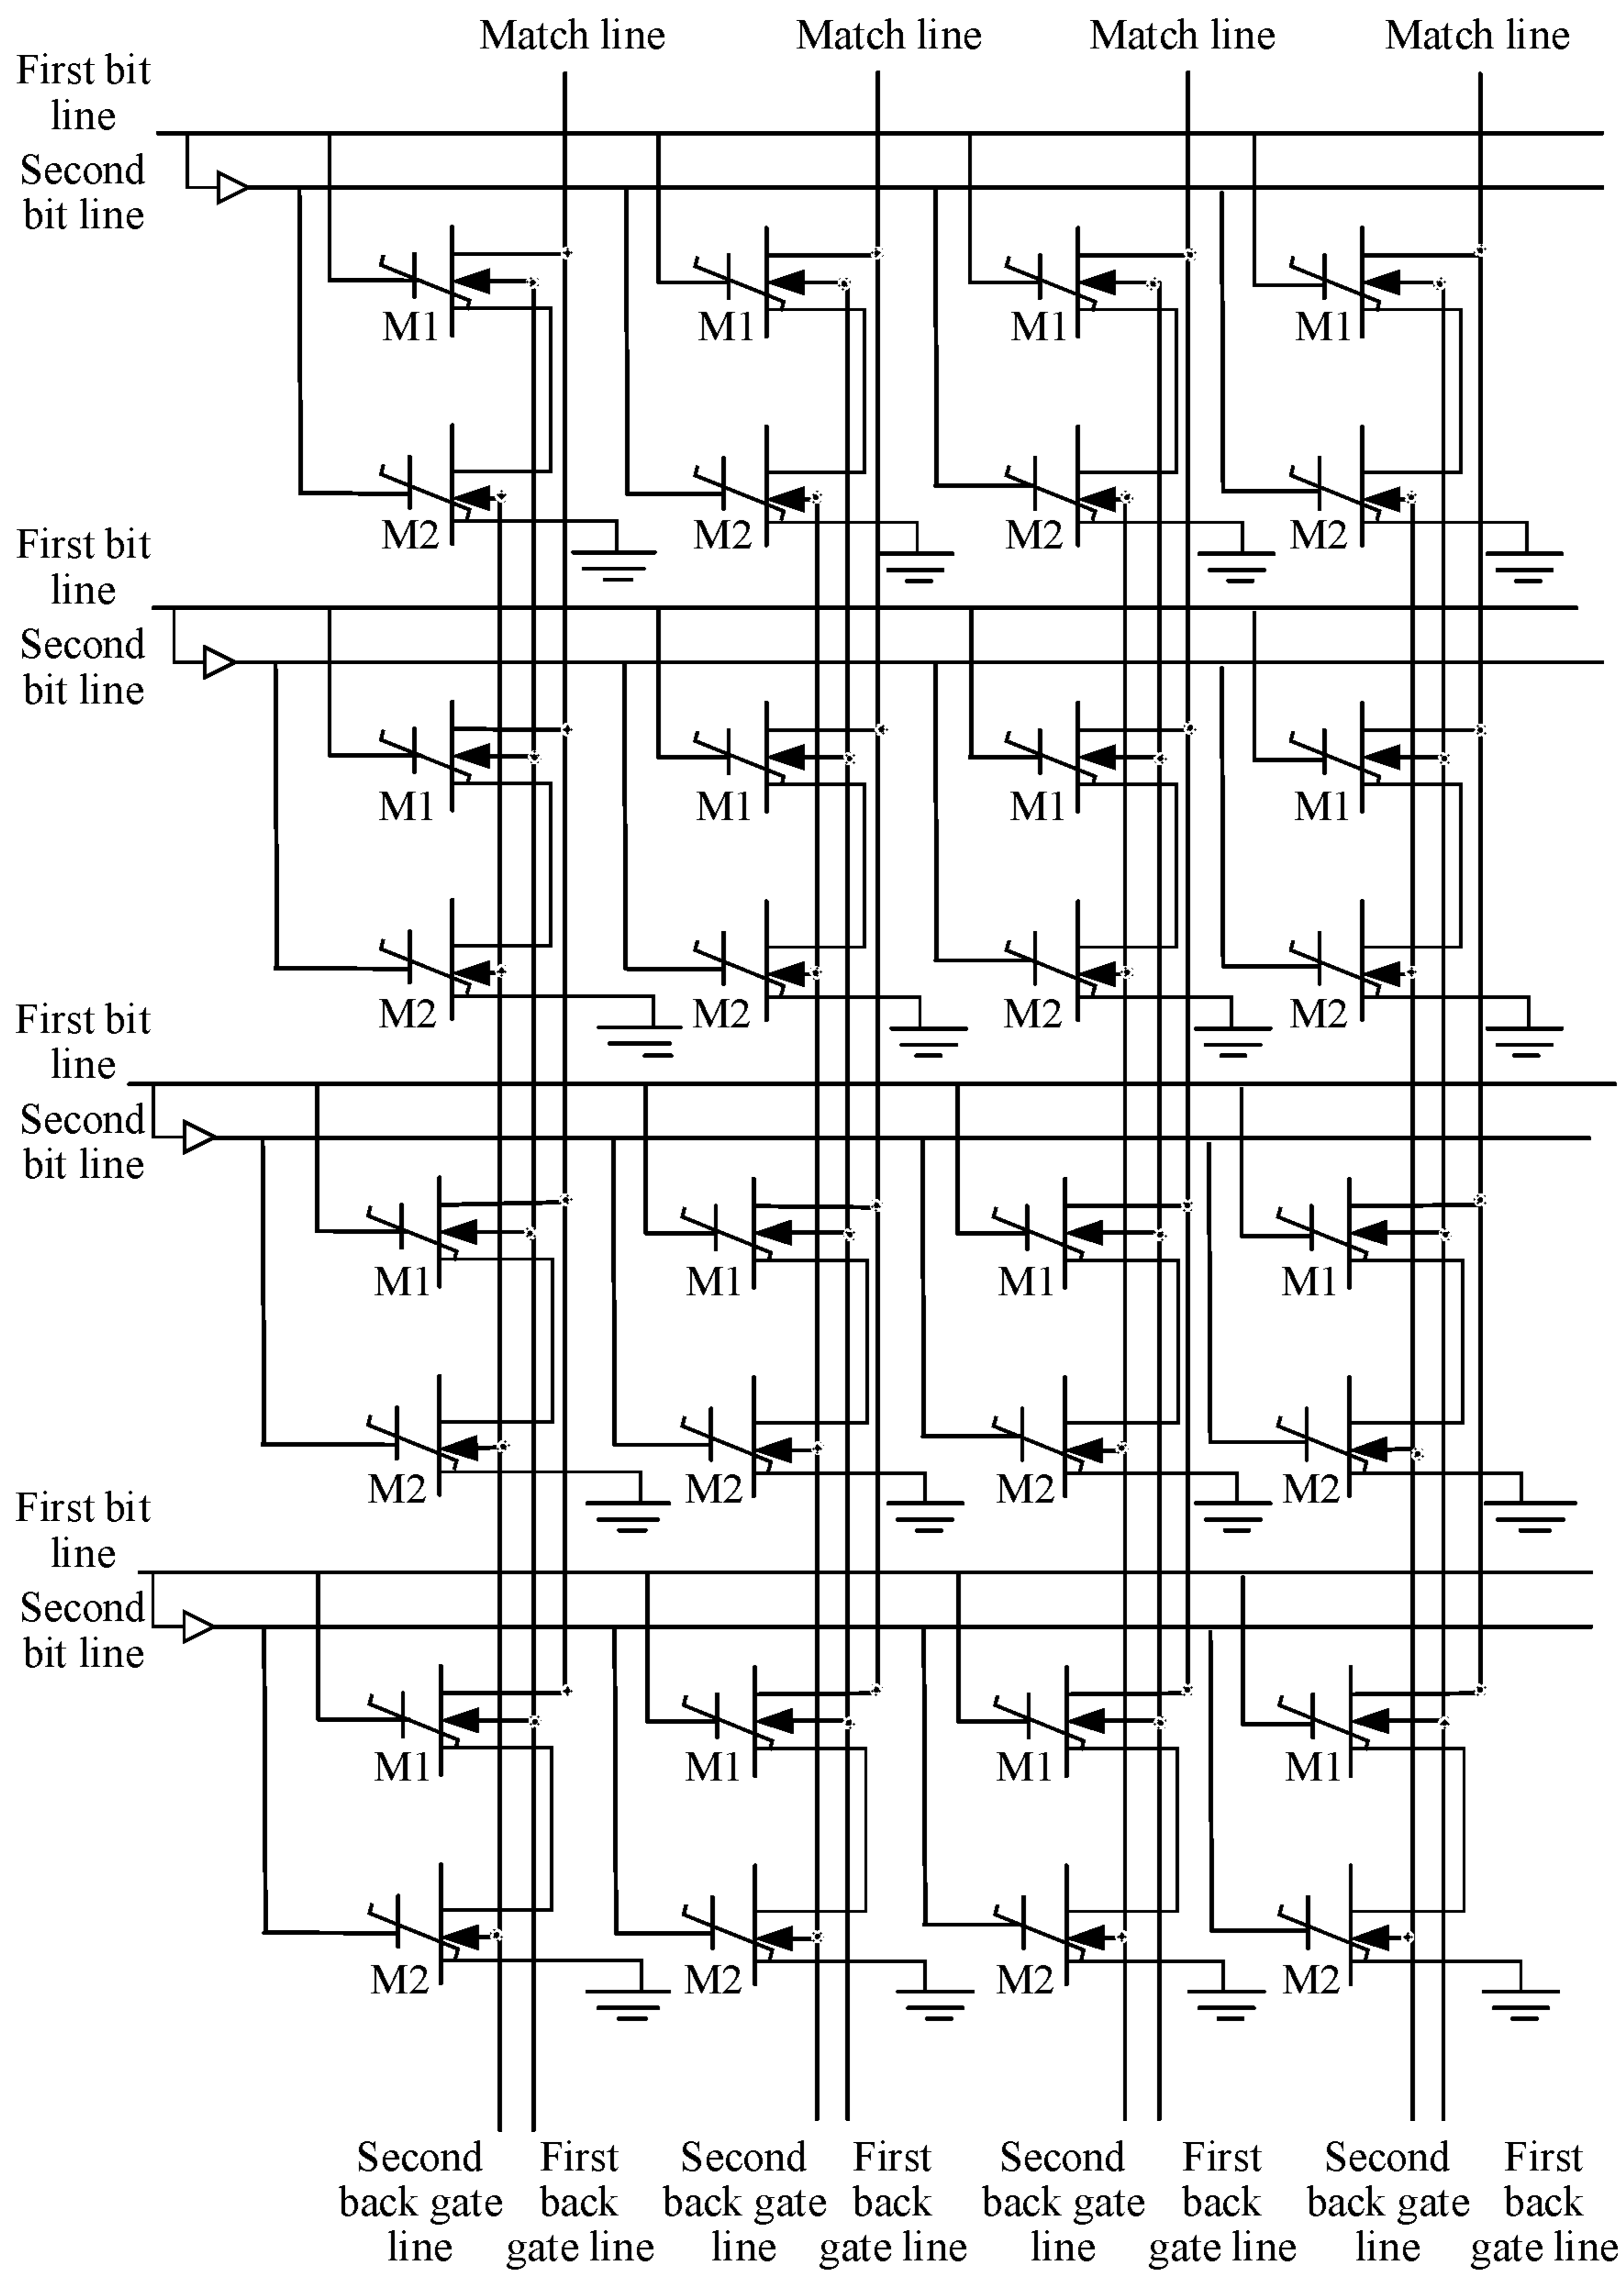 Match line
Match line
Match line
Match line
First bit
line
Second
bit line
M1
M1
M1
M1
M2
M2
M2
M2
First bit
line
Second
bit line
M1
M1
M1
M1
M2
M2
M2
M2
First bit
line
Second
bit line
M1
M1
M1
M1
M2
M2
M2
M2
First bit
line
Second
bit line
M1
M1
M1
M1
M2
M2
M2
M2
Second
back gate
line
First
back
gate line
Second
back gate
line
First
back
gate line
Second
back gate
line
First
back
gate line
Second
back gate
line
First
back
gate line